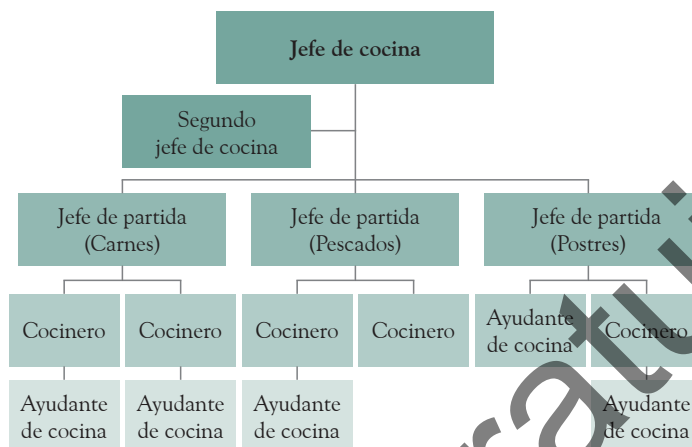 Jefe de cocina
Segundo
jefe de cocina
Jefe de partida
(Carnes)
Jefe de partida
(Pescados)
Jefe de partida
(Postres)
Cocinero
Cocinero
Cocinero
Cocinero
Ayudante
de cocina
Cocinero
Ayudante
de cocina
Ayudante
de cocina
Ayudante
de cocina
Ayudante
de cocina